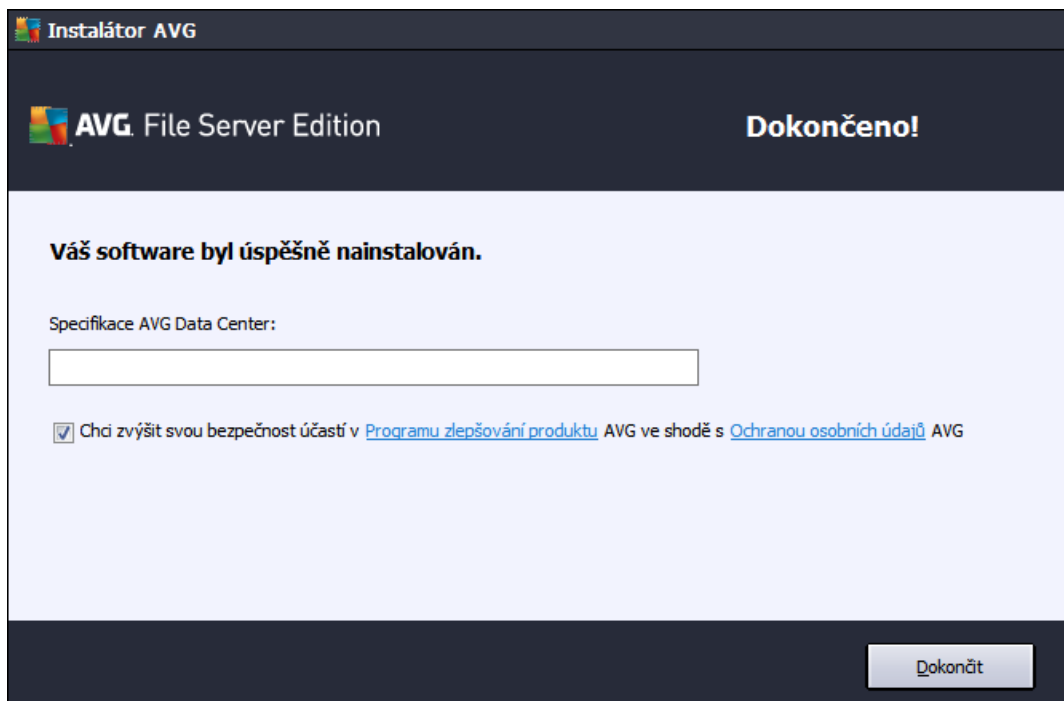 Instalátor AVG
AVG. File Server Edition
Dokončeno!
Váš software byl úspěšně nainstalován.
Specifikace AVG Data Center:
Chci zvýšit svou bezpečnost účastí v Programu zlepšování produktu AVG ve shodě s Ochranou osobních údajů AVG
Dokončit